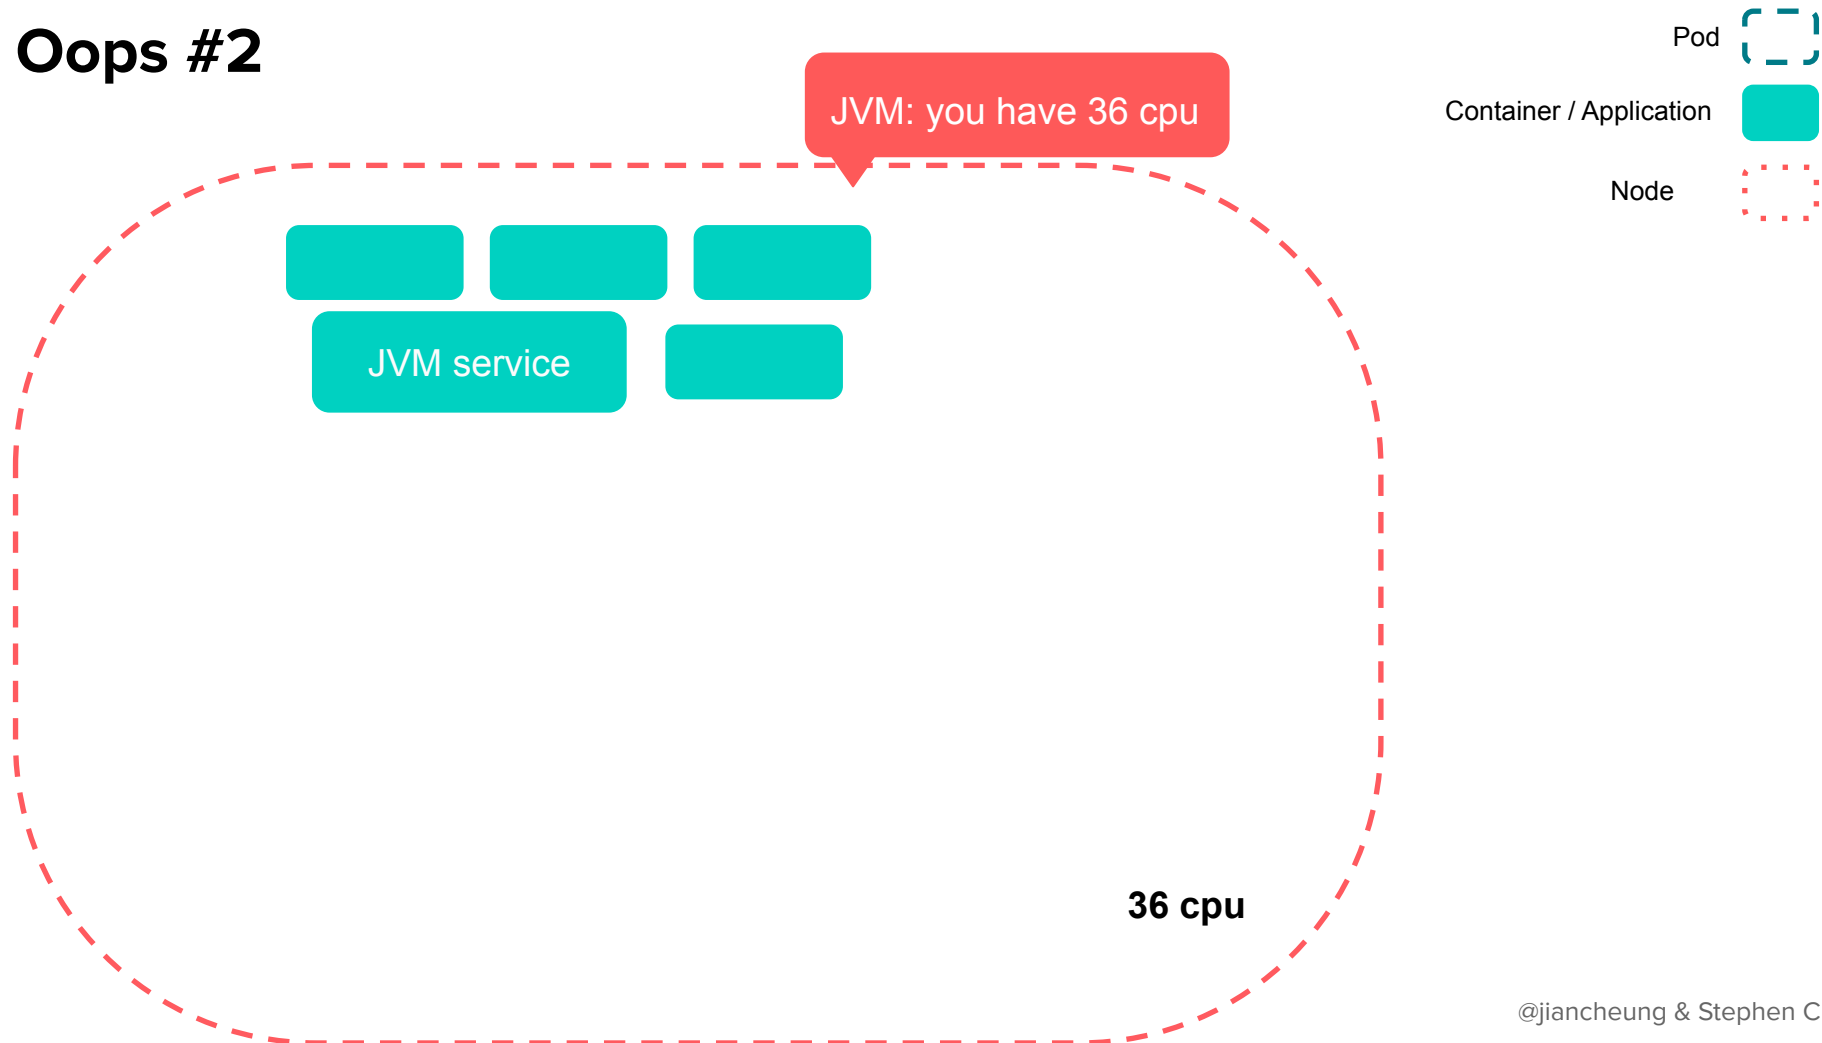 Oops #2
JVM: you have 36 cpu
Pod
Container / Application
Node
JVM service
36 cpu
@jiancheung & Stephen C